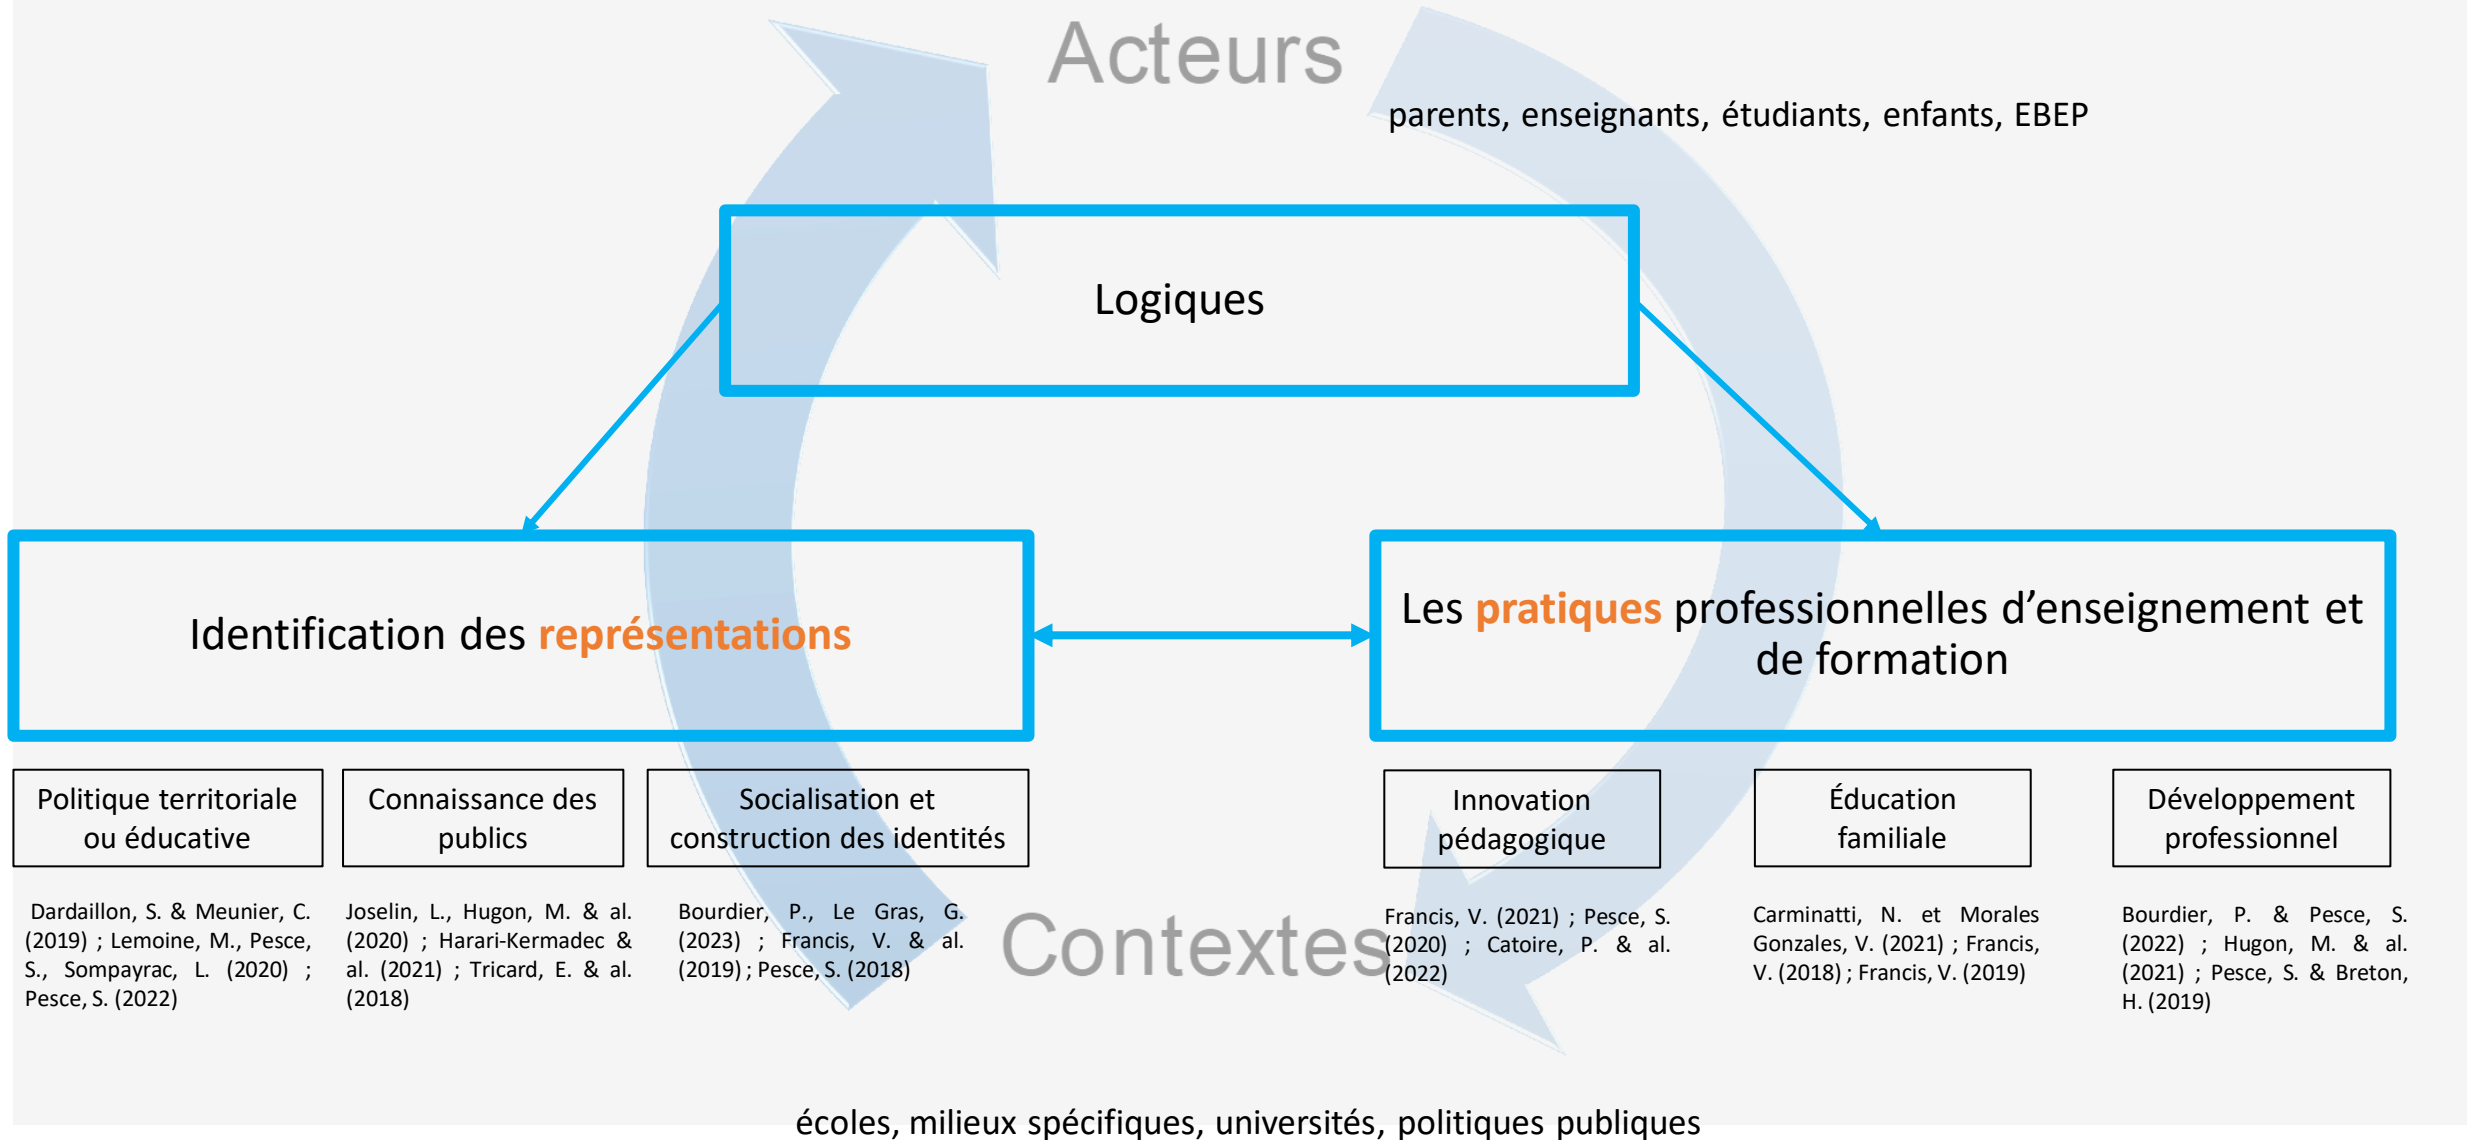 Acteurs
parents, enseignants, étudiants, enfants, EBEP
Logiques
Identification des représentations
Les pratiques professionnelles d’enseignement et
de formation
Politique territoriale
ou éducative
Connaissance des
publics
Socialisation et
construction des identités
Innovation
pédagogique
Éducation
familiale
Développement
professionnel
Dardaillon, S. & Meunier, C.
(2019) ; Lemoine, M., Pesce,
S., Sompayrac, L. (2020) ;
Pesce, S. (2022)
Joselin, L., Hugon, M. & al.
(2020) ; Harari-Kermadec &
al. (2021) ; Tricard, E. & al.
(2018)
Bourdier, P., Le Gras, G.
(2023) ; Francis, V. & al.
(2019) ; Pesce, S. (2018)
Contextes
Francis, V. (2021) ; Pesce, S.
(2020) ; Catoire, P. & al.
(2022)
Carminatti, N. et Morales
Gonzales, V. (2021) ; Francis,
V. (2018) ; Francis, V. (2019)
Bourdier, P. & Pesce, S.
(2022) ; Hugon, M. & al.
(2021) ; Pesce, S. & Breton,
H. (2019)
écoles, milieux spécifiques, universités, politiques publiques